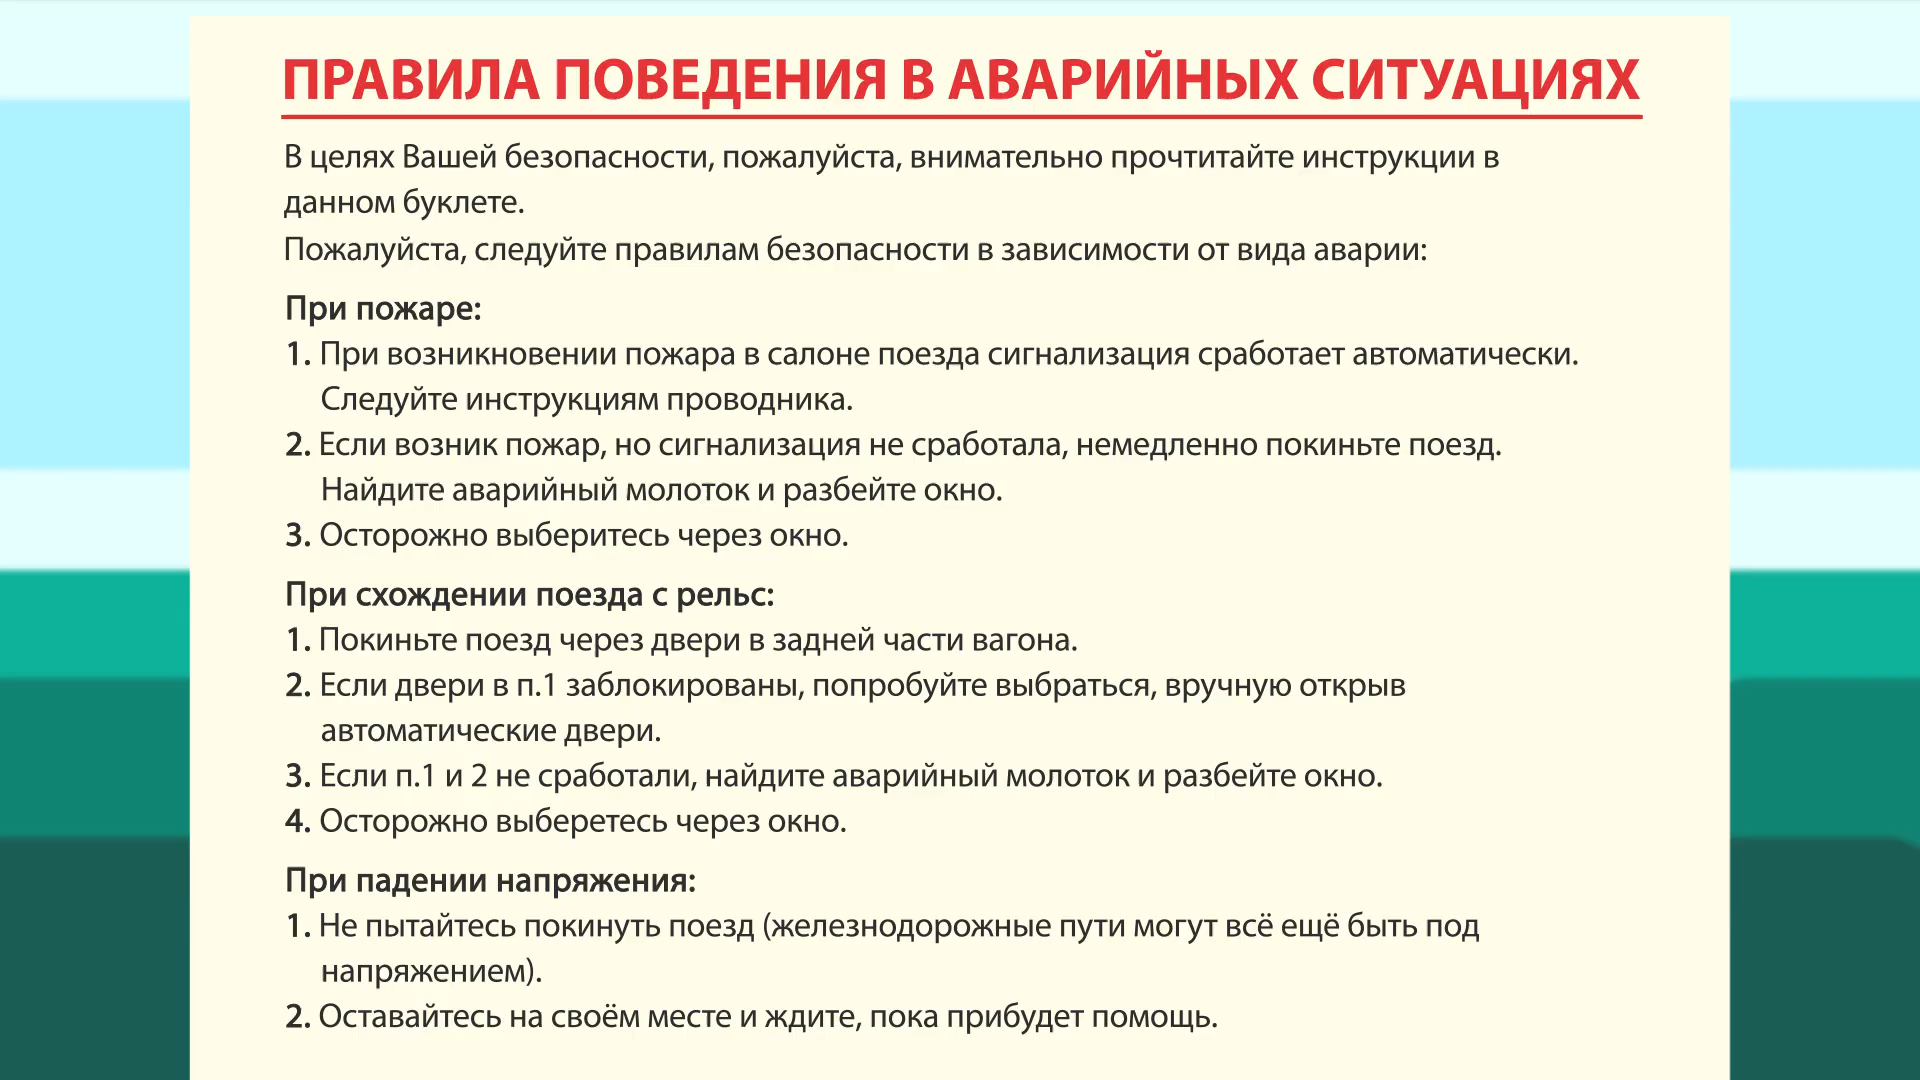 ПРАВИЛА ПОВЕДЕНИЯ В АВАРИЙНЫХ СИТУАЦИЯХ
В целях Вашей безопасности, пожалуйста, внимательно прочтитайте инструкции в
данном буклете.
Пожалуйста, следуйте правилам безопасности в зависимости от вида аварии:
При пожаре:
1. При возникновении пожара в салоне поезда сигнализация сработает автоматически.
Следуйте инструкциям проводника.
2. Если возник пожар, но сигнализация не сработала, немедленно покиньте поезд.
Найдите аварийный молоток и разбейте окно.
3. Осторожно выберитесь через окно.
При схождении поезда с рельс:
1. Покиньте поезд через двери в задней части вагона.
2. Если двери в п.1 заблокированы, попробуйте выбраться, вручную открыв
автоматические двери.
3. Если п.1 и 2 не сработали, найдите аварийный молоток и разбейте окно.
4. Осторожно выберетесь через окно.
При падении напряжения:
1. Не пытайтесь покинуть поезд (железнодорожные пути могут всё ещё быть под
напряжением).
2. Оставайтесь на своём месте и ждите, пока прибудет помощь.